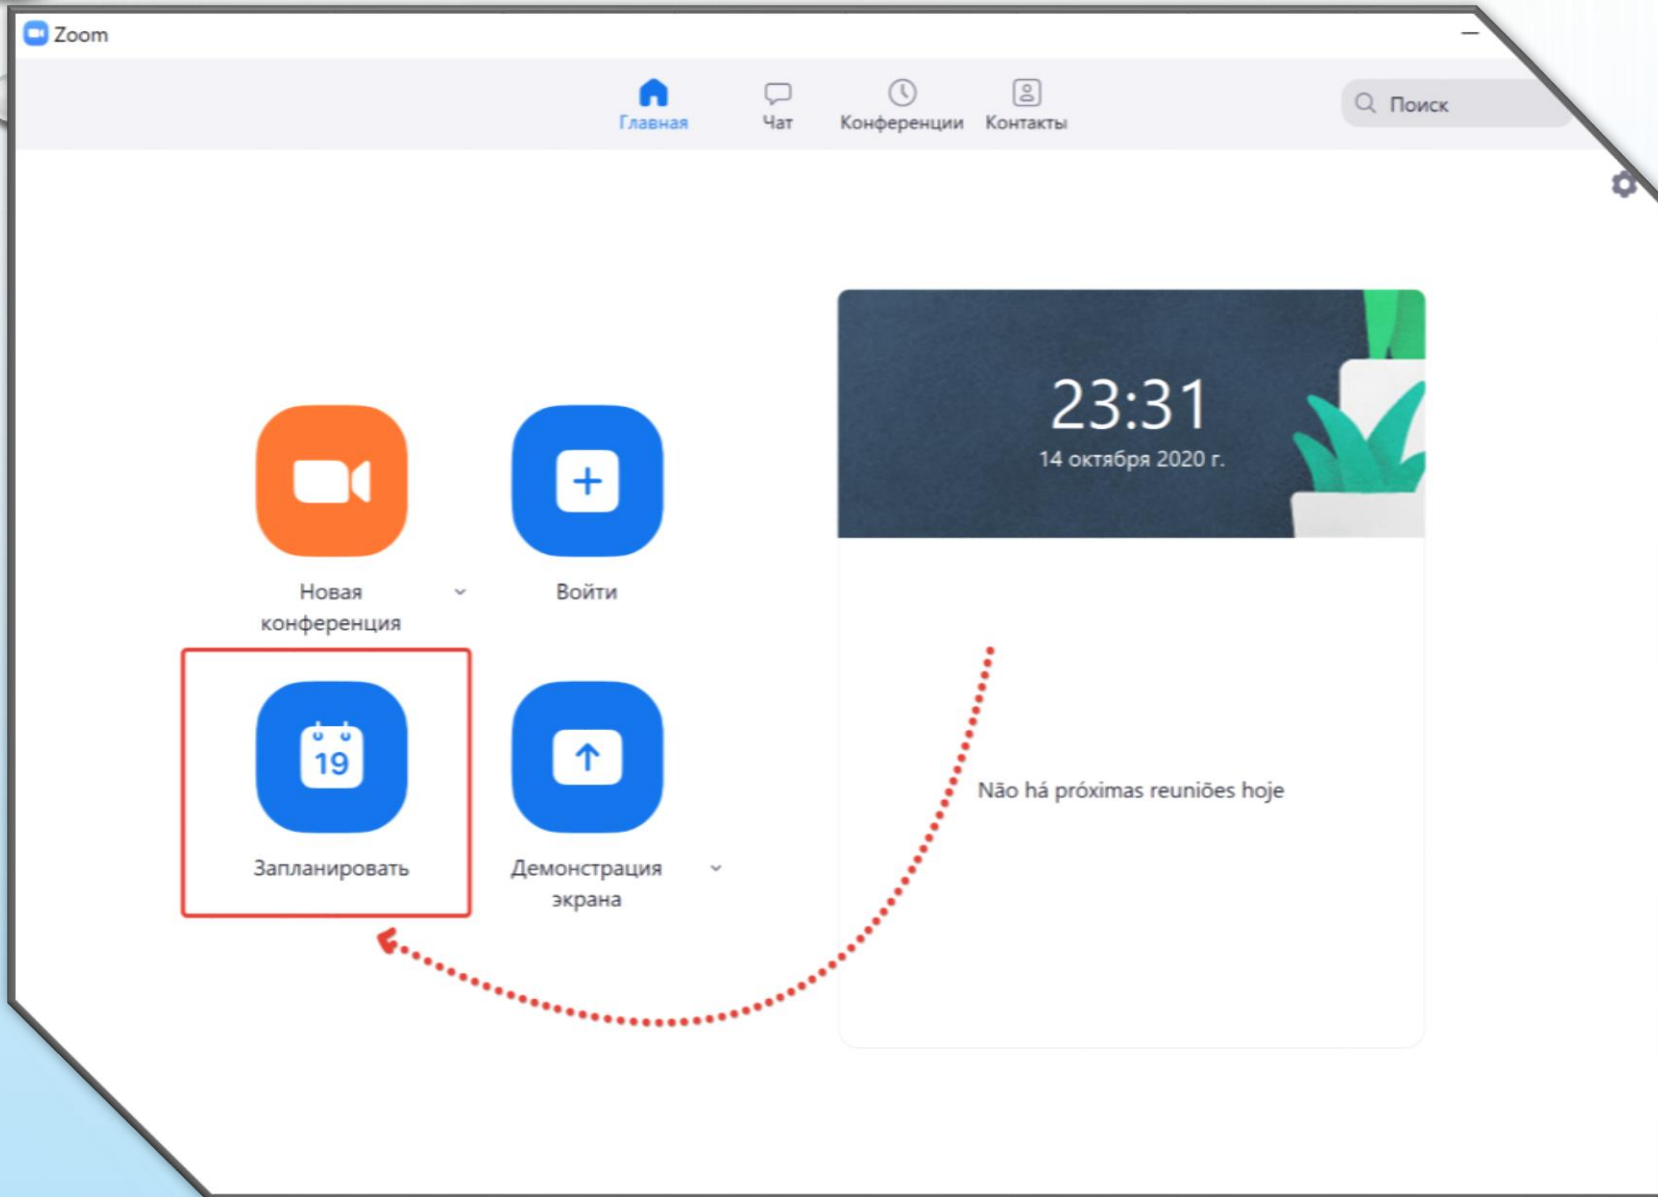 Zoom
Главная
Чат
Конференции
Контакты
Поиск
23:31
14 октября 2020 г.
Новая
конференция
Войти
19
Запланировать
Демонстрация
экрана
Não há próximas reuniões hoje